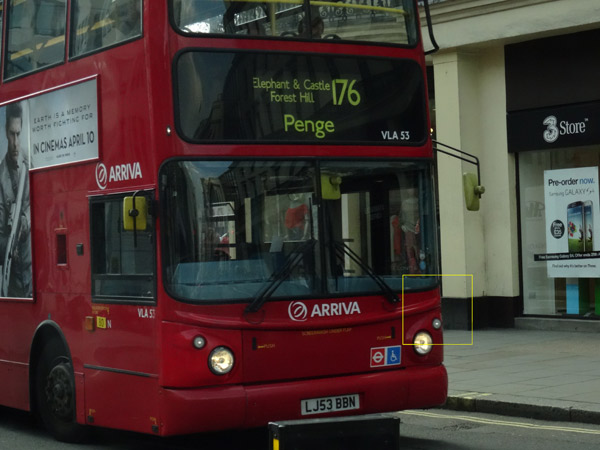 Elephant & Castle
Forest Hill
176
Penge
VLA 53
EARTH IS A MEMORY
WORTH FIGHTING FOR
IN CINEMAS APRIL 10
ARRIVA
3 Store
Pre-order now.
Samsung GALAXY S4
VLA 53
N
ARRIVA
LJ53 BBN